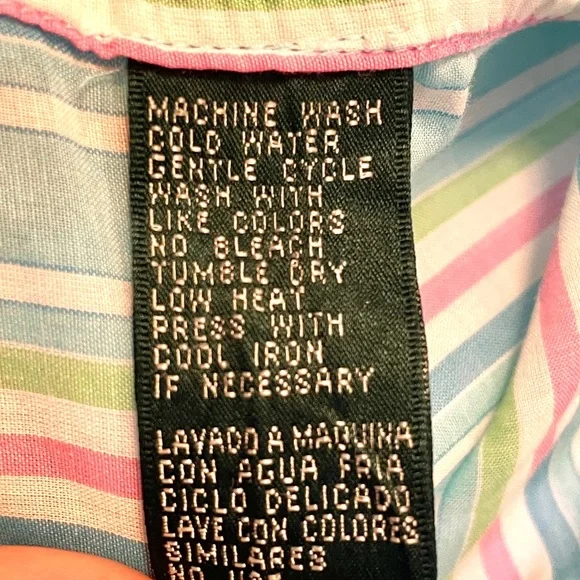 MACHINE WASH
COLD WATER
GENTLE CYCLE
WASH WITH
LIKE COLORS
NO BLEACH
TUMBLE DRY
LOW HEAT
PRESS WITH
COOL IRON
IF NECESSARY
LAVADO A MAQUINA
CON AGUA FRIA
CICLO DELICADO
LAVE CON COLORES
SIMILARES
NO